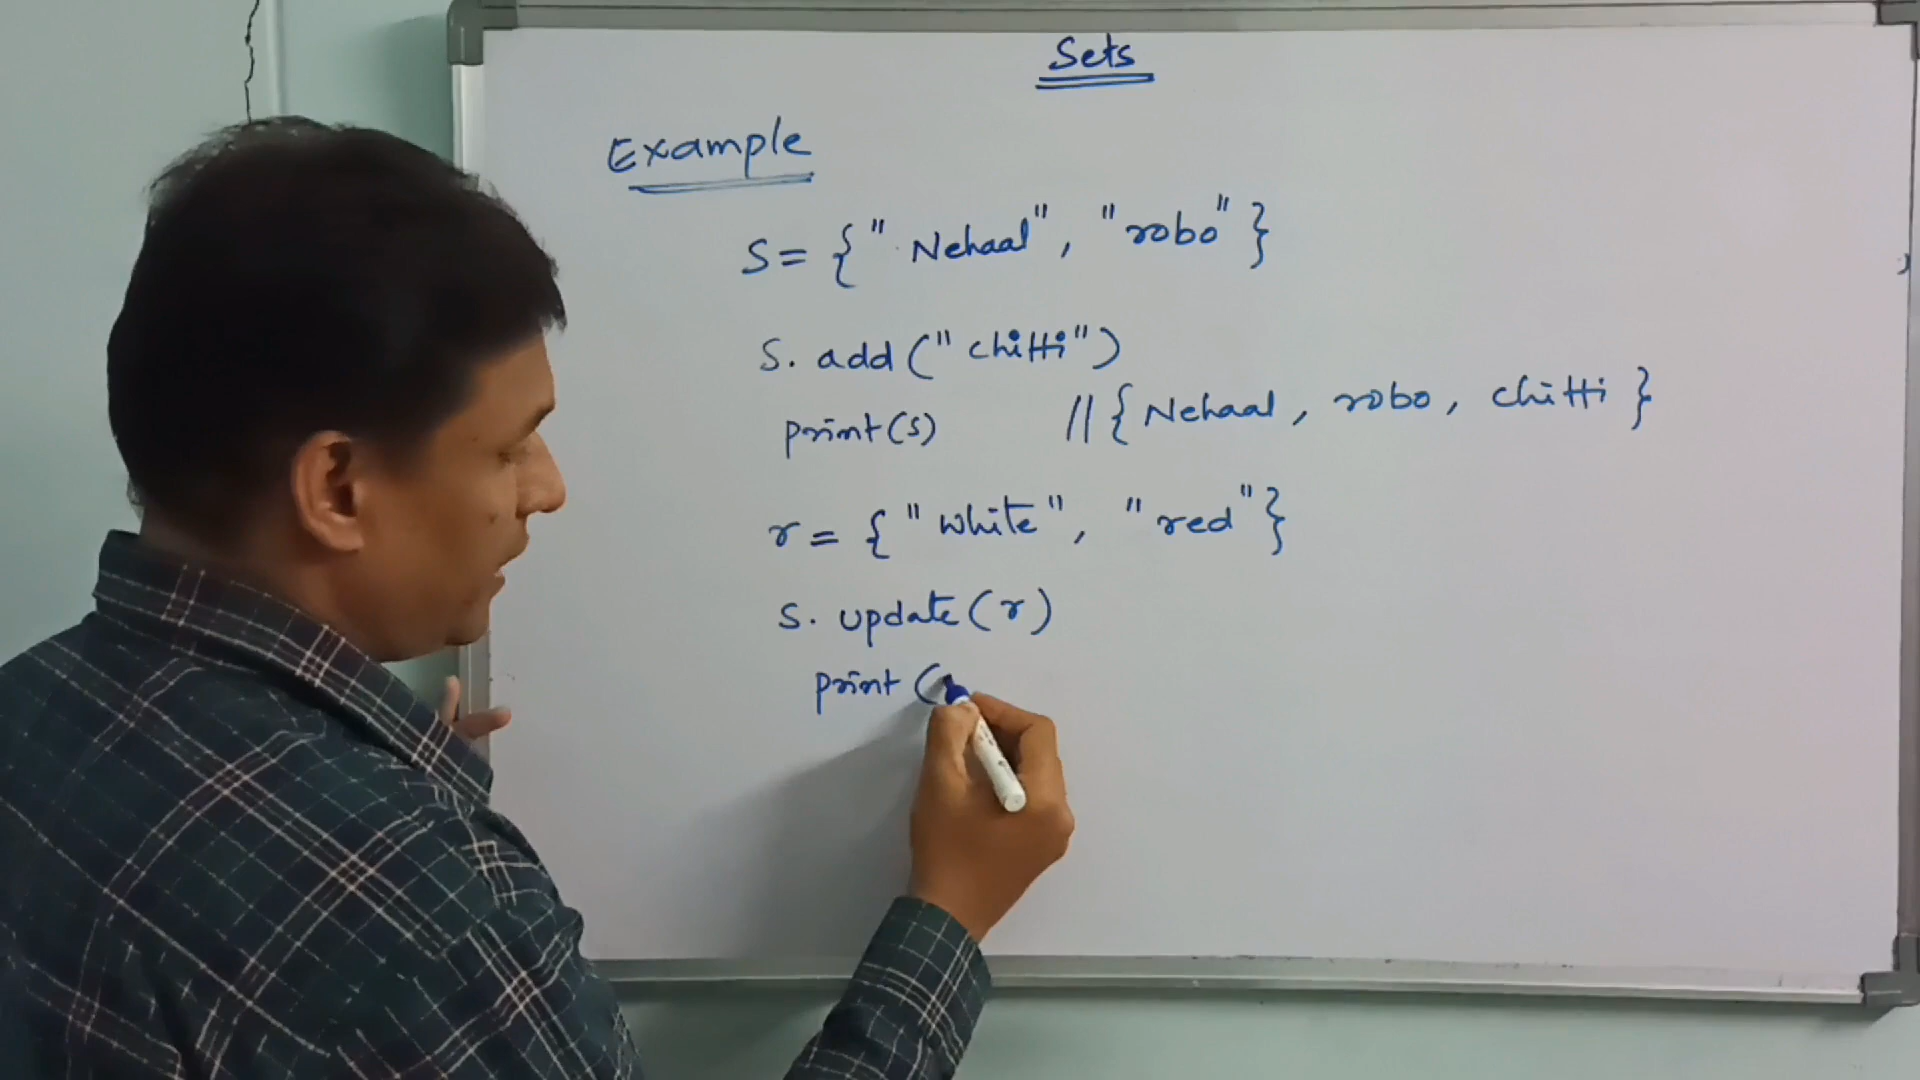 Sets
Example
S = {" Nehaal", "robo"}
S. add ("chitti")
print(s) //{Nehaal, robo, chitti}
r = {"white", "red"}
S. update(r)
print (